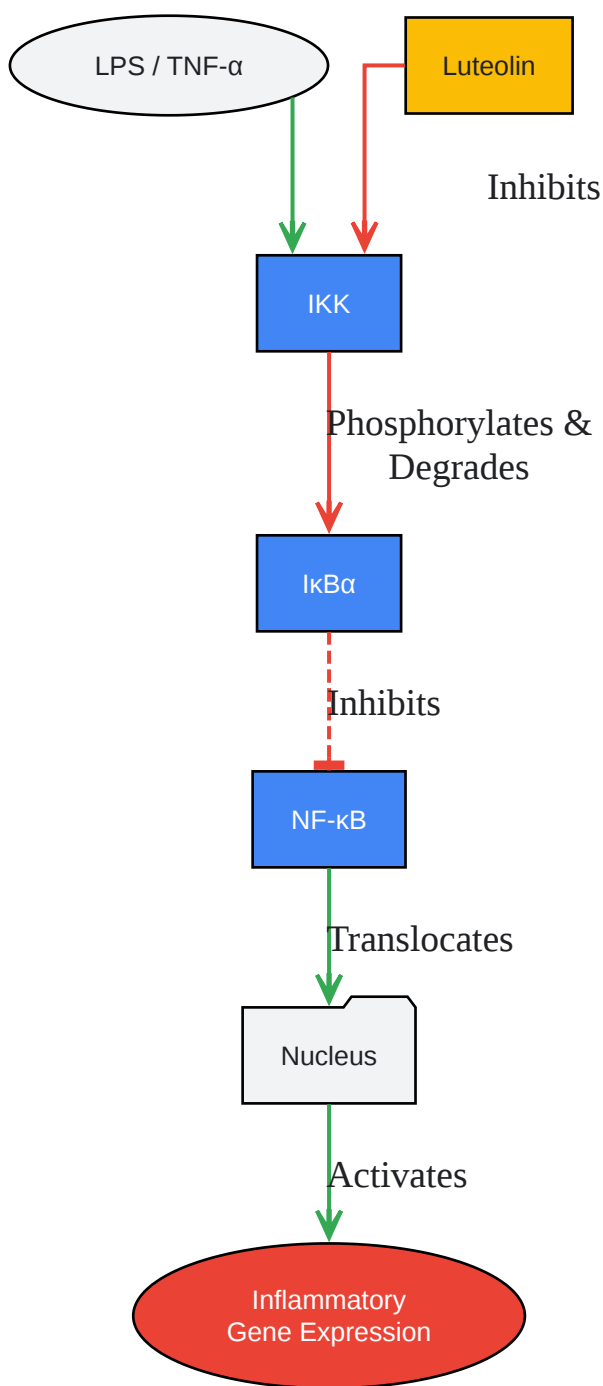 LPS / TNF-α
Luteolin
Inhibits
IKK
Phosphorylates &
Degrades
IκBα
Inhibits
NF-κB
Translocates
Nucleus
Activates
Inflammatory
Gene Expression